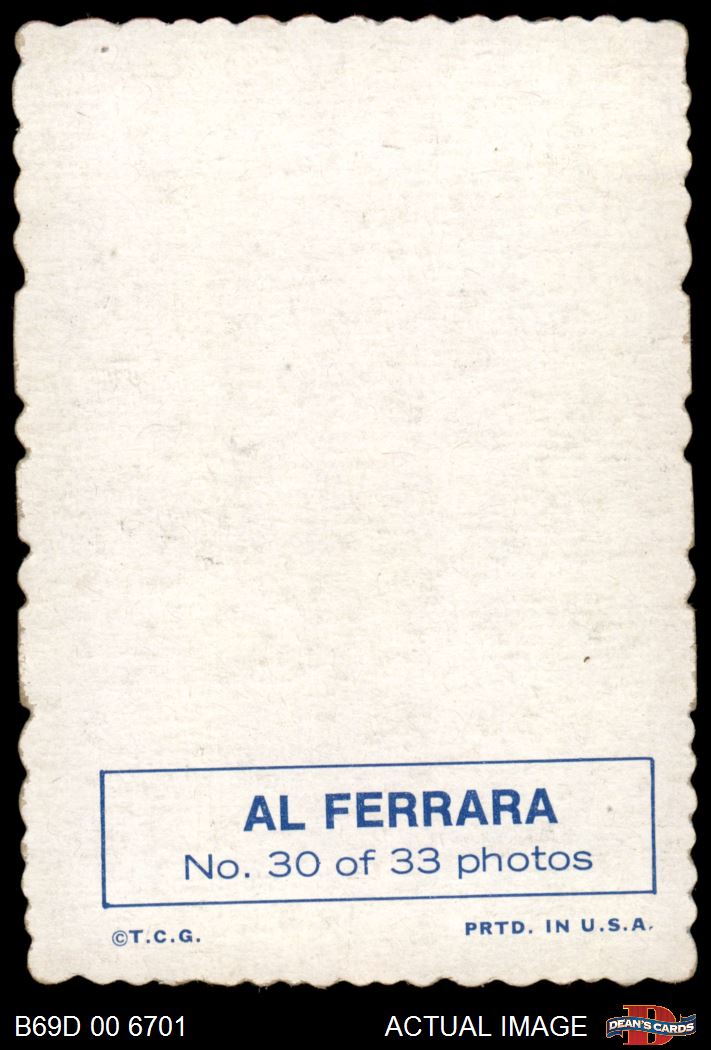 AL FERRARA
No. 30 of 33 photos
©T.C.G.
PRTD. IN U.S.A.
B69D 00 6701
ACTUAL IMAGE
DEAN'S CARDS